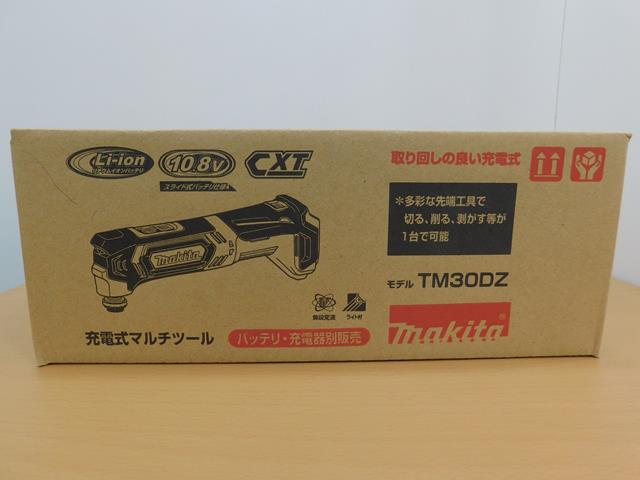 Li-ion
リチウムイオンバッテリ
10.8V
スライド式バッテリ仕様
CXT
取り回しの良い充電式
＊多彩な先端工具で
切る、削る、剥がす等が
1台で可能
makita
モデル TM30DZ
無段変速
ライト付
makita®
充電式マルチツール
バッテリ・充電器別販売